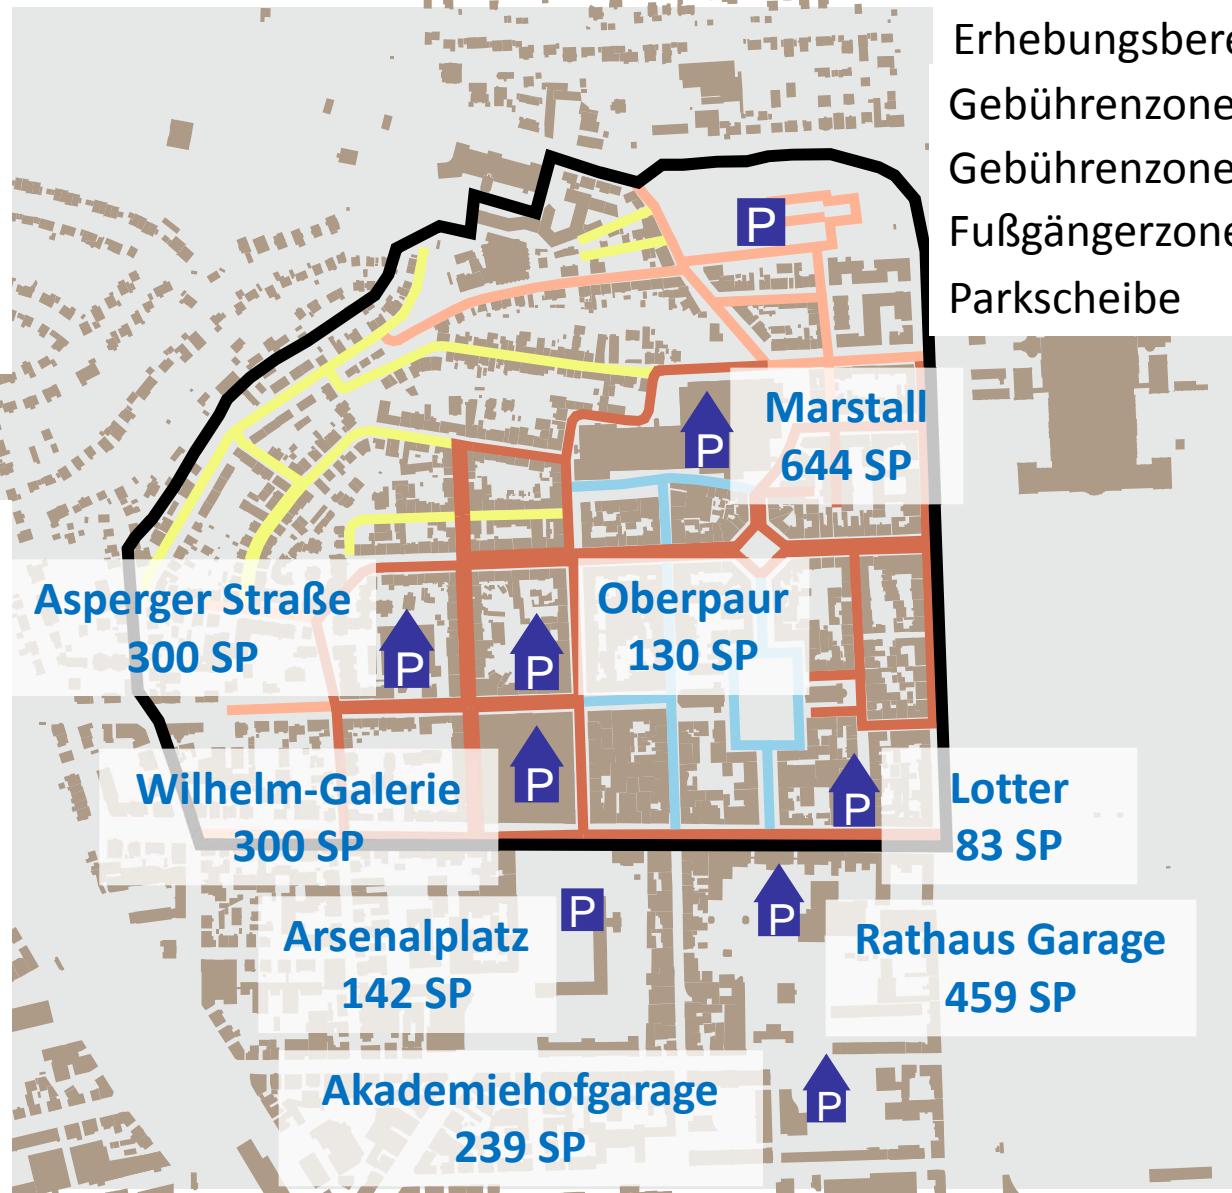 Erhebungsbere
Gebührenzone
Gebührenzone
Fußgängerzone
Parkscheibe
P
Marstall
644 SP
P
Asperger Straße
300 SP
Oberpaur
130 SP
P
P
Wilhelm-Galerie
300 SP
P
Lotter
83 SP
P
Arsenalplatz
142 SP
P
P
Rathaus Garage
459 SP
Akademiehofgarage
239 SP
P